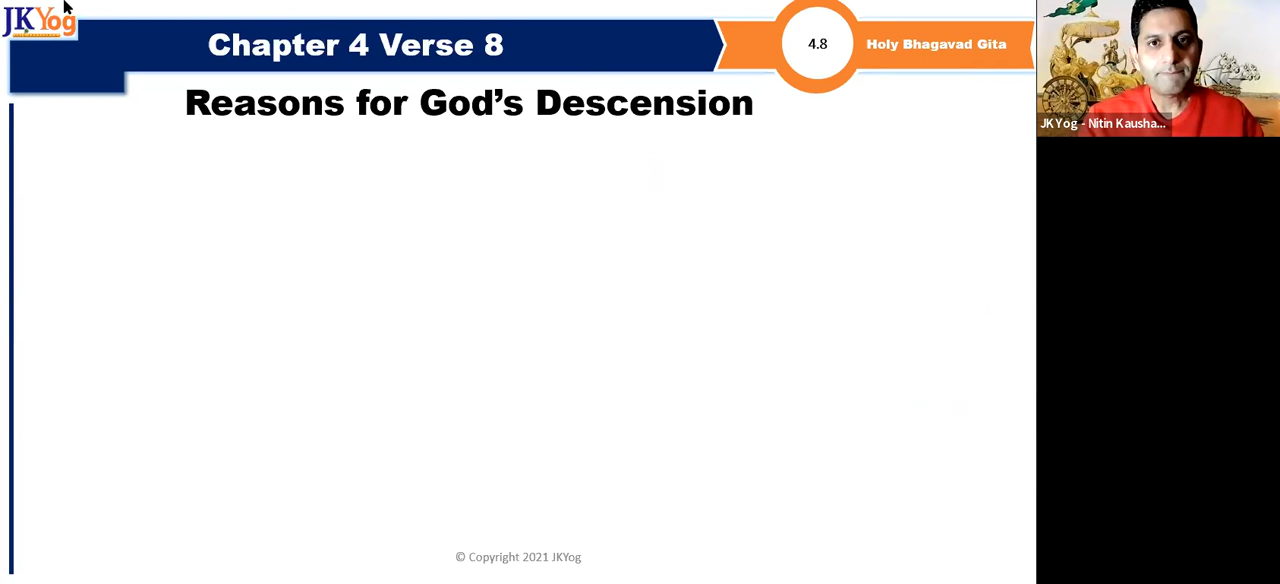 JKYog
Chapter 4 Verse 8
4.8
Holy Bhagavad Gita
Reasons for God’s Descension
JKYog - Nitin Kausha...
© Copyright 2021 JKYog